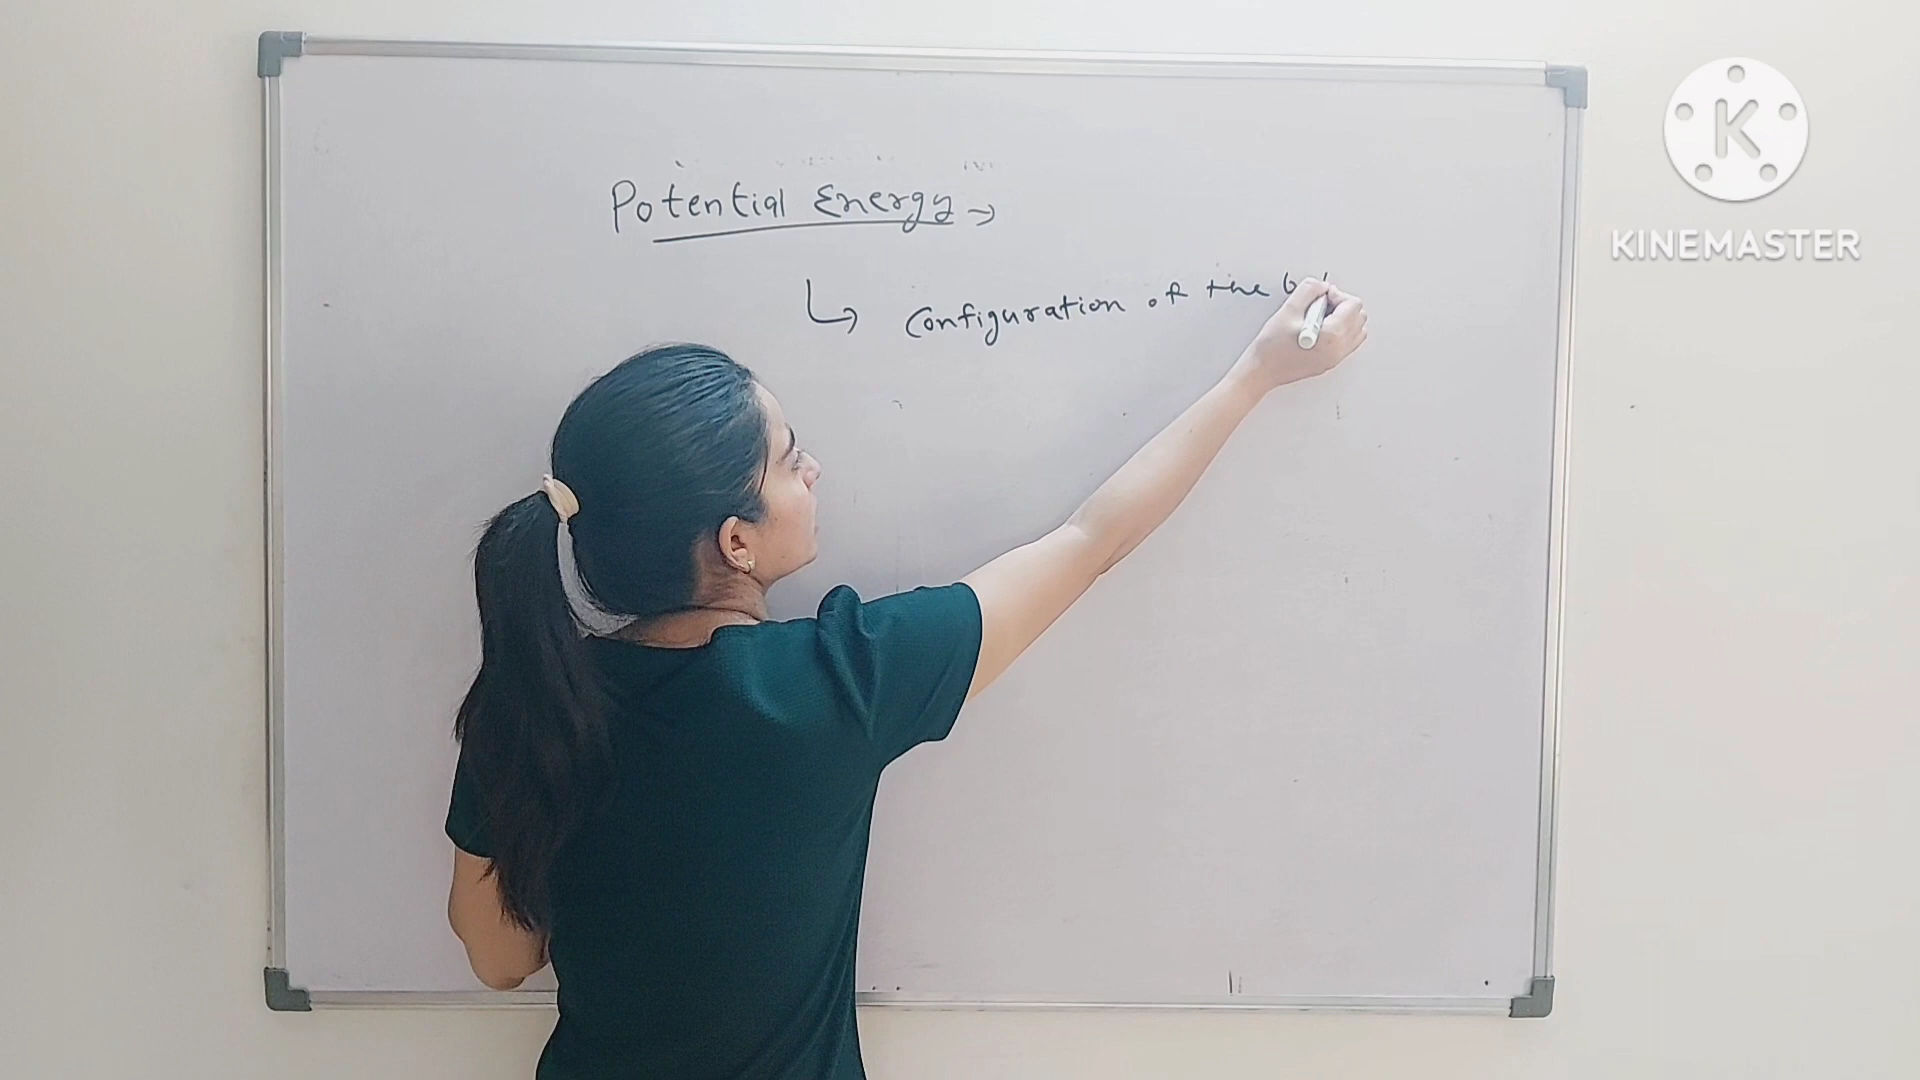 Potential Energy →
↳ Configuration of the
K
KINEMASTER